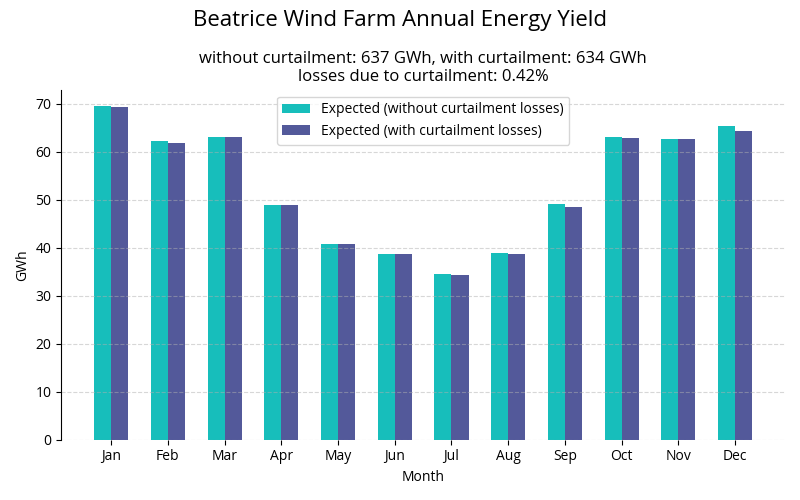 Beatrice Wind Farm Annual Energy Yield
without curtailment: 637 GWh, with curtailment: 634 GWh
losses due to curtailment: 0.42%
Expected (without curtailment losses)
Expected (with curtailment losses)
GWh
70
60
50
40
30
20
10
0
Jan Feb Mar Apr May Jun Jul Aug Sep Oct Nov Dec
Month